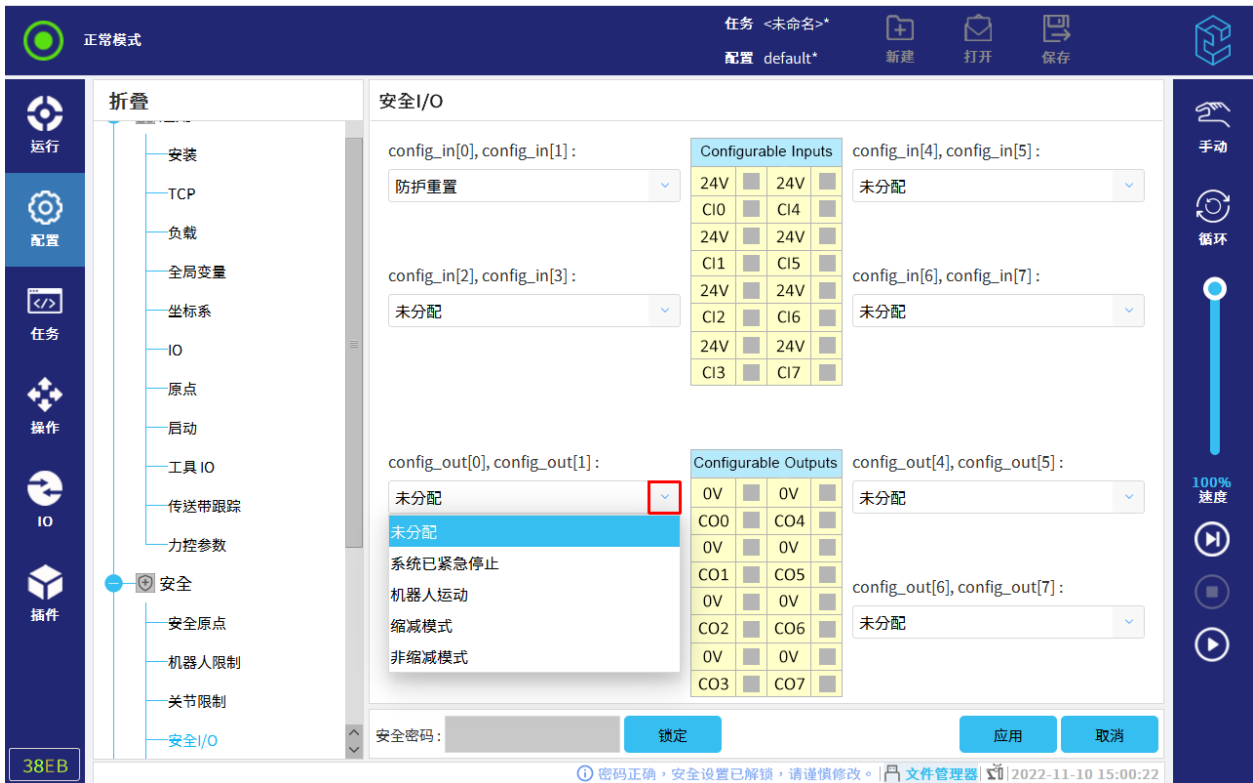 正常模式
任务 <未命名>*
配置 default*
新建
打开
保存
运行
配置
任务
操作
IO
插件
38EB
折叠
安装
TCP
负载
全局变量
坐标系
IO
原点
启动
工具 IO
传送带跟踪
力控参数
安全
安全原点
机器人限制
关节限制
安全I/O
安全I/O
config_in[0], config_in[1] :
防护重置
config_in[2], config_in[3] :
未分配
Configurable Inputs
24V 24V
CI0 CI4
24V 24V
CI1 CI5
24V 24V
CI2 CI6
24V 24V
CI3 CI7
config_in[4], config_in[5] :
未分配
config_in[6], config_in[7] :
未分配
config_out[0], config_out[1] :
未分配
未分配
系统已紧急停止
机器人运动
缩减模式
非缩减模式
Configurable Outputs
0V 0V
CO0 CO4
0V 0V
CO1 CO5
0V 0V
CO2 CO6
0V 0V
CO3 CO7
config_out[4], config_out[5] :
未分配
config_out[6], config_out[7] :
未分配
安全密码 :
锁定
应用
取消
密码正确，安全设置已解锁，请谨慎修改。
文件管理器
2022-11-10 15:00:22
手动
循环
100%
速度